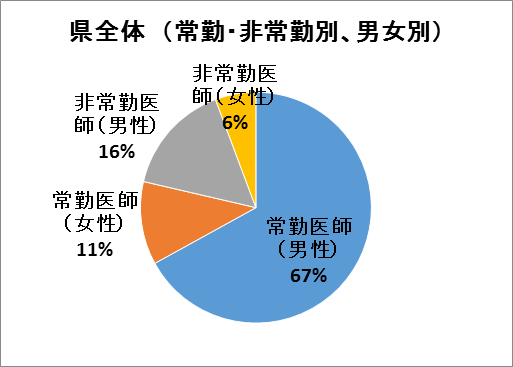 県全体 （常勤・非常勤別、男女別）
非常勤医
師（女性）
6%
非常勤医
師（男性）
16%
常勤医師
（女性）
11%
常勤医師
（男性）
67%